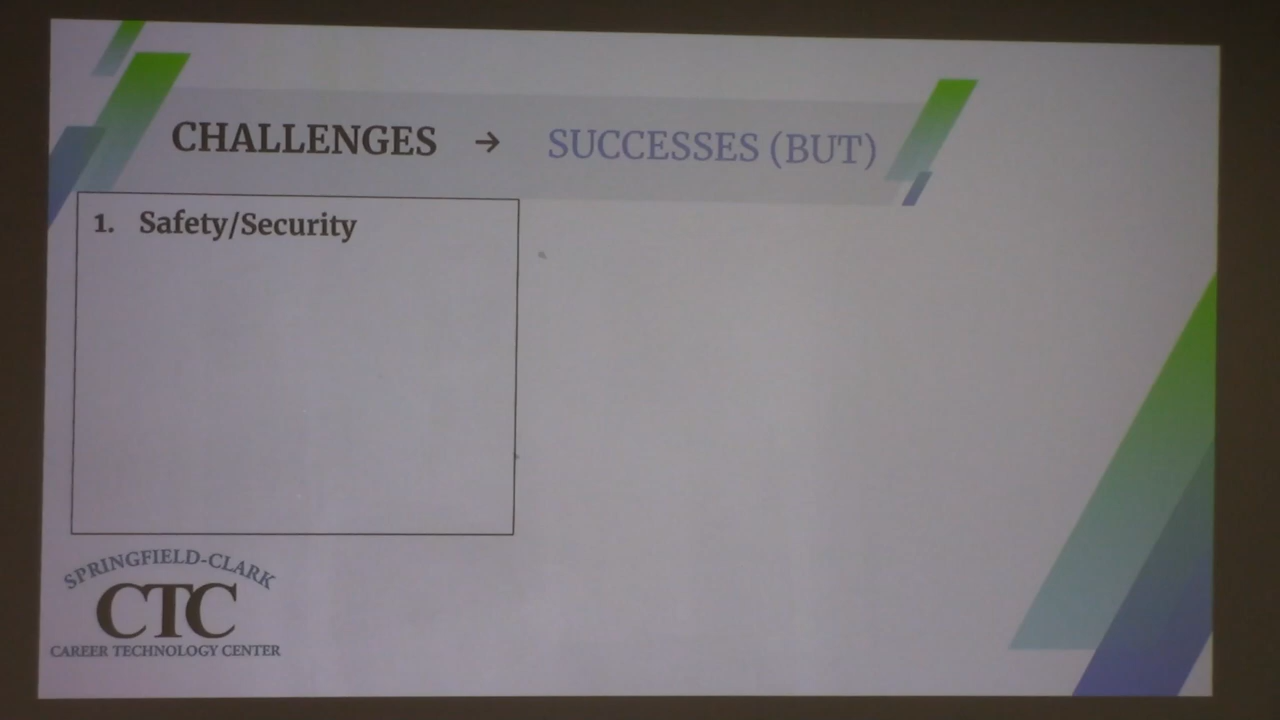 CHALLENGES → SUCCESSES (BUT)
1. Safety/Security
SPRINGFIELD-CLARK
CTC
CAREER TECHNOLOGY CENTER